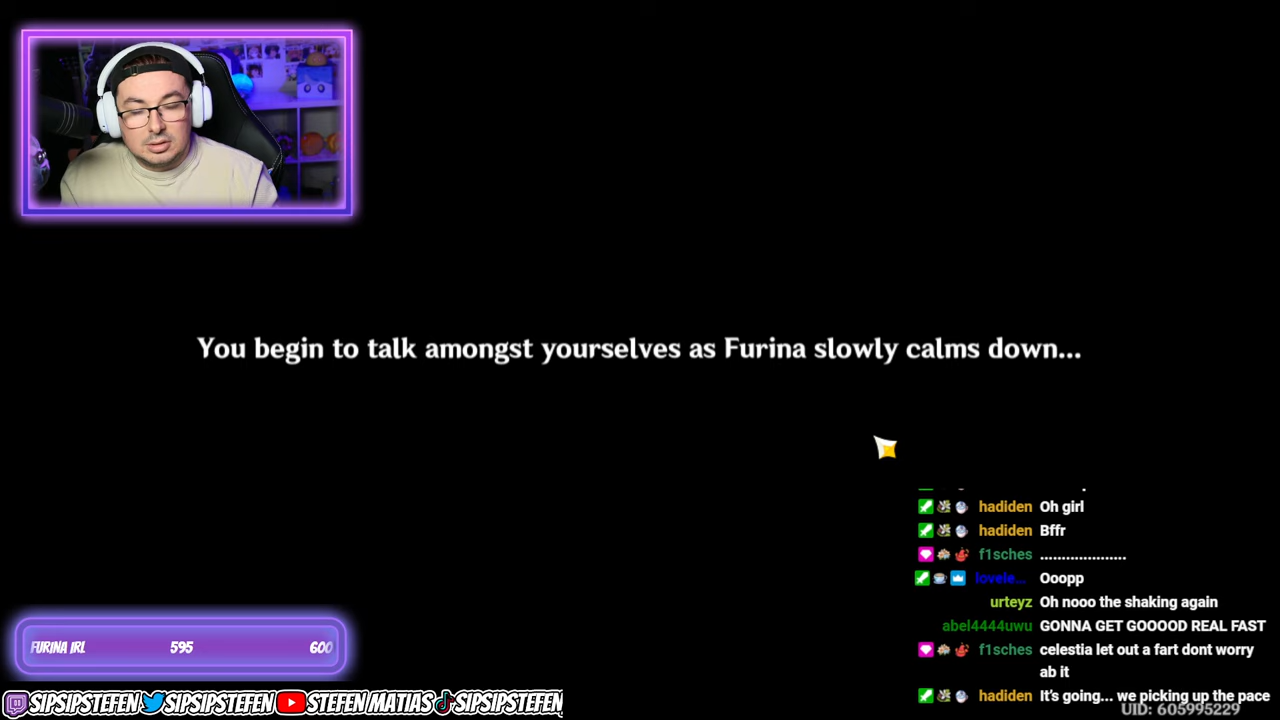 You begin to talk amongst yourselves as Furina slowly calms down...
hadiden Oh girl
hadiden Bffr
f1sches ....................
lovele... Ooopp
urteyz Oh nooo the shaking again
abel4444uwu GONNA GET GOOOOD REAL FAST
f1sches celestia let out a fart dont worry
ab it
hadiden It's going... we picking up the pace
UID: 605995229
FURINA IRL 595 600
SIPSIPSTEFEN SIPSIPSTEFEN STEFEN MATIAS SIPSIPSTEFEN